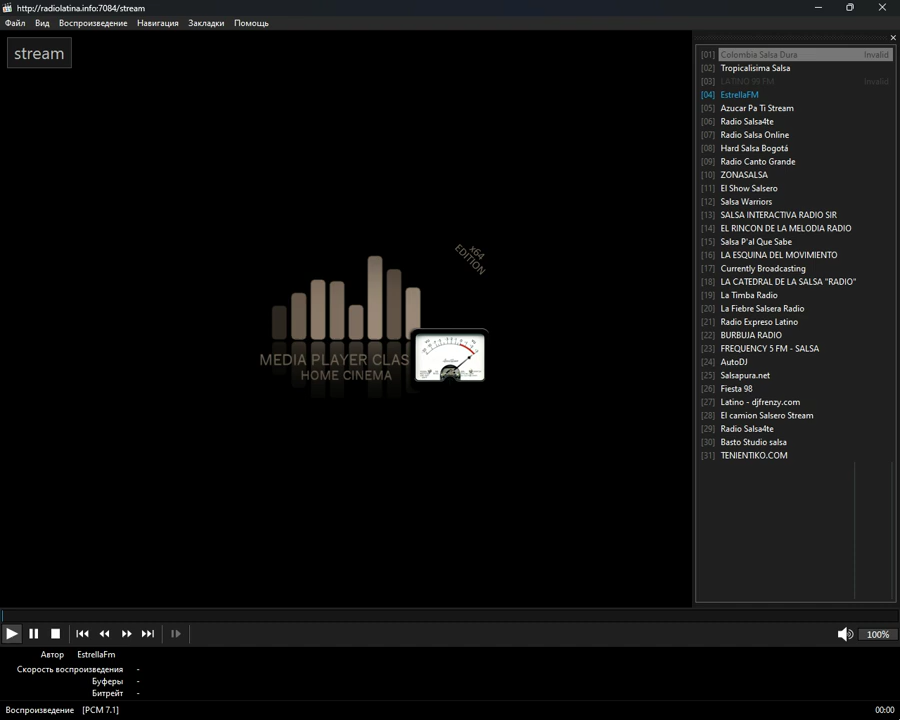 http://radiolatina.info:7084/stream
Файл Вид Воспроизведение Навигация Закладки Помощь
stream
[01] Colombia Salsa Dura Invalid
[02] Tropicalisima Salsa
[03] LATINO 99 FM Invalid
[04] EstrellaFM
[05] Azucar Pa Ti Stream
[06] Radio Salsa4te
[07] Radio Salsa Online
[08] Hard Salsa Bogotá
[09] Radio Canto Grande
[10] ZONASALSA
[11] El Show Salsero
[12] Salsa Warriors
[13] SALSA INTERACTIVA RADIO SIR
[14] EL RINCON DE LA MELODIA RADIO
[15] Salsa P'al Que Sabe
[16] LA ESQUINA DEL MOVIMIENTO
[17] Currently Broadcasting
[18] LA CATEDRAL DE LA SALSA "RADIO"
[19] La Timba Radio
[20] La Fiebre Salsera Radio
[21] Radio Expreso Latino
[22] BURBUJA RADIO
[23] FREQUENCY 5 FM - SALSA
[24] AutoDJ
[25] Salsapura.net
[26] Fiesta 98
[27] Latino - djfrenzy.com
[28] El camion Salsero Stream
[29] Radio Salsa4te
[30] Basto Studio salsa
[31] TENIENTIKO.COM
x64
EDITION
MEDIA PLAYER CLAS
HOME CINEMA
100%
Автор EstrellaFm
Скорость воспроизведения -
Буферы -
Битрейт -
Воспроизведение [PCM 7.1] 00:00